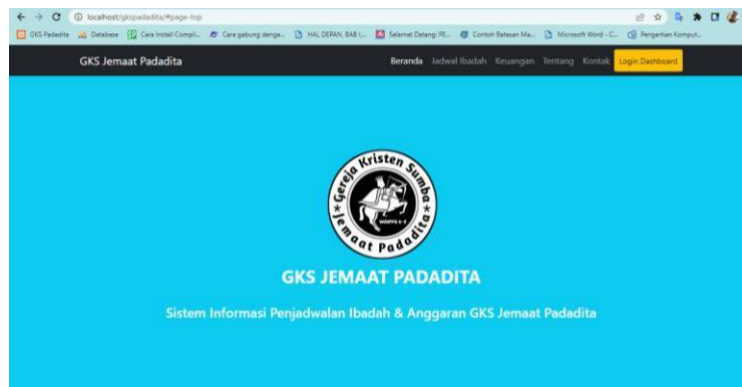 localhost/gkspadadita/#page-top
GKS Padadita Database Cara Install Compil... Cara gabung denga... HAL DEPAN, BAB I,... Selamat Datang: PE... Contoh Batasan Ma... Microsoft Word - C... Pengertian Komput...
GKS Jemaat Padadita Beranda Jadwal Ibadah Keuangan Tentang Kontak Login Dashboard
Gereja Kristen Sumba
Jemaat Padadita
GKS JEMAAT PADADITA
Sistem Informasi Penjadwalan Ibadah & Anggaran GKS Jemaat Padadita